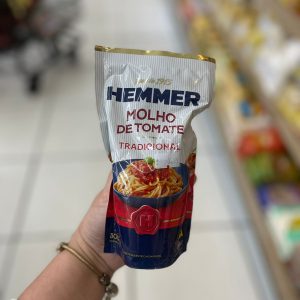 HEMMER
MOLHO
DE TOMATE
TRADICIONAL